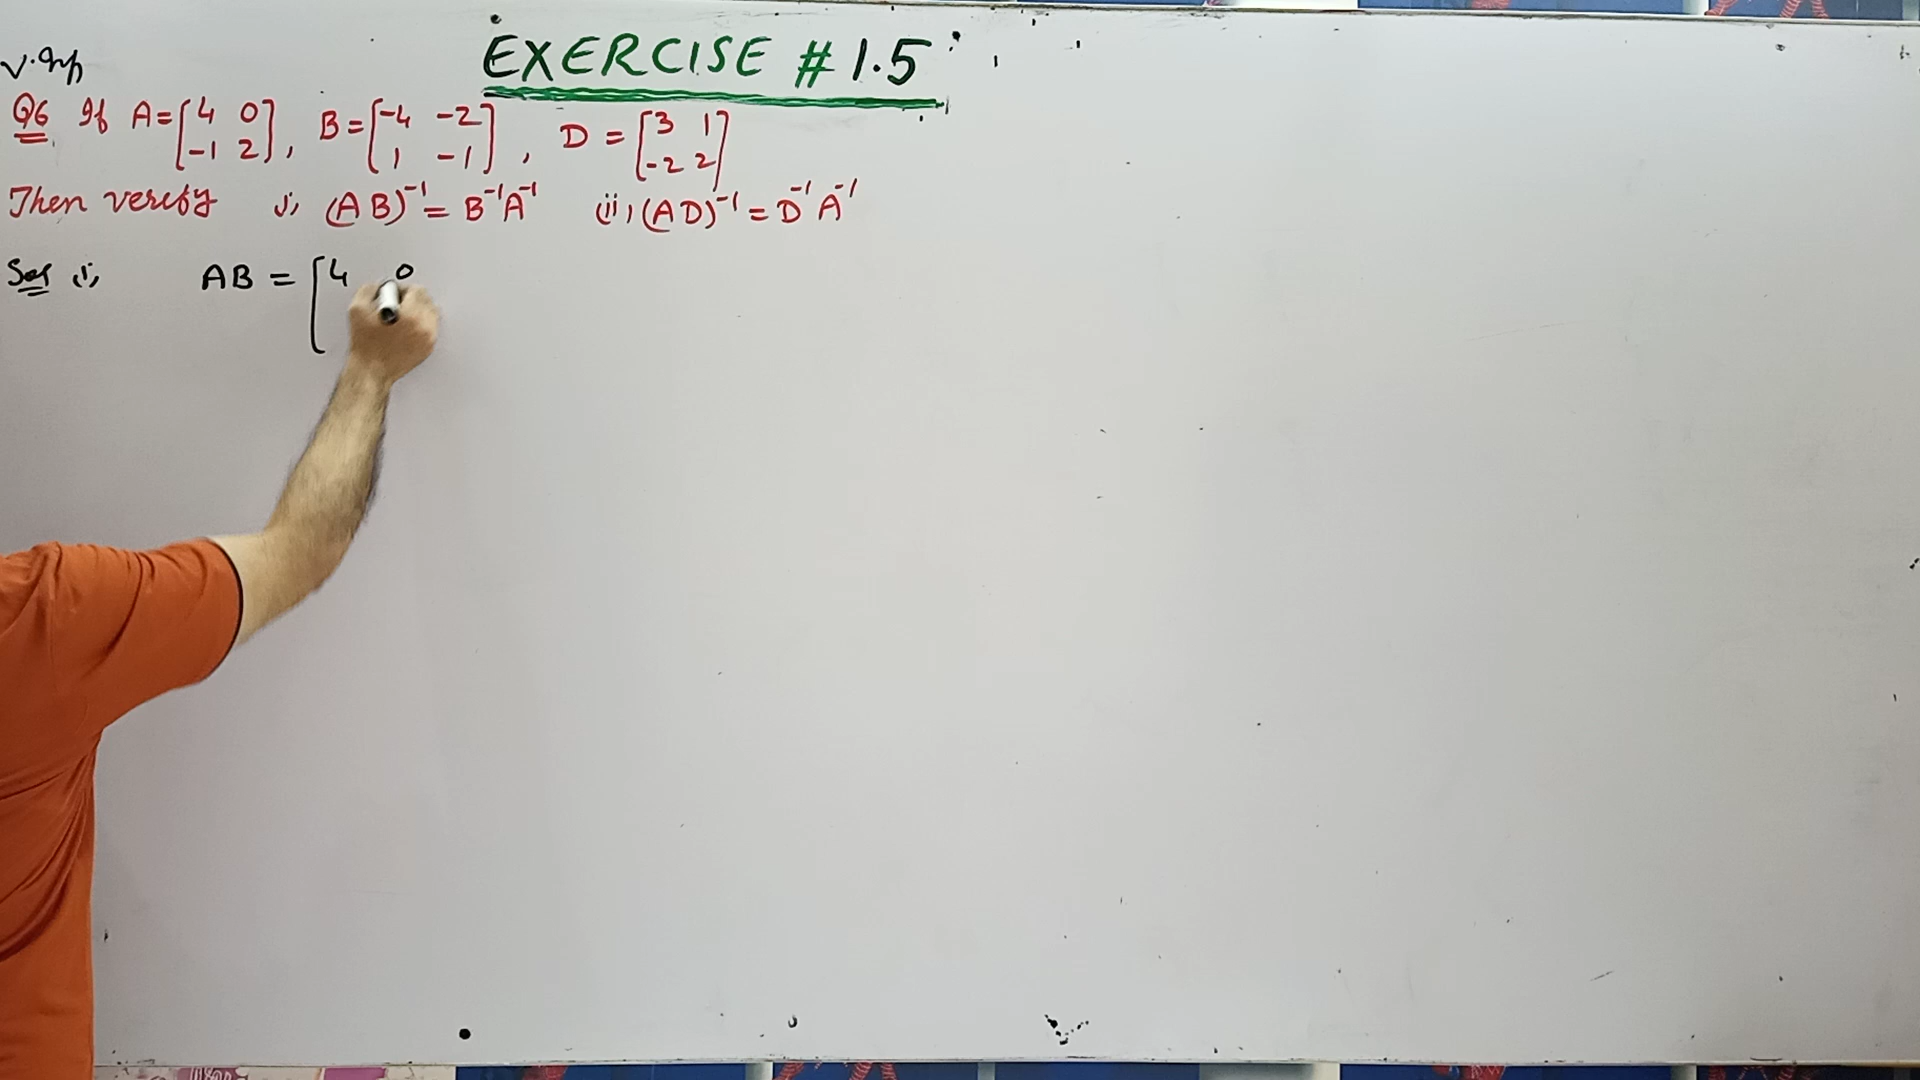 EXERCISE # 1.5
V.Imp
Q6 If A = [4 0 -1 2], B = [-4 -2 1 -1], D = [3 1 -2 2]
Then verify i, (AB)⁻¹ = B⁻¹A⁻¹ (ii) (AD)⁻¹ = D⁻¹A⁻¹
Sol i, AB = [4 0